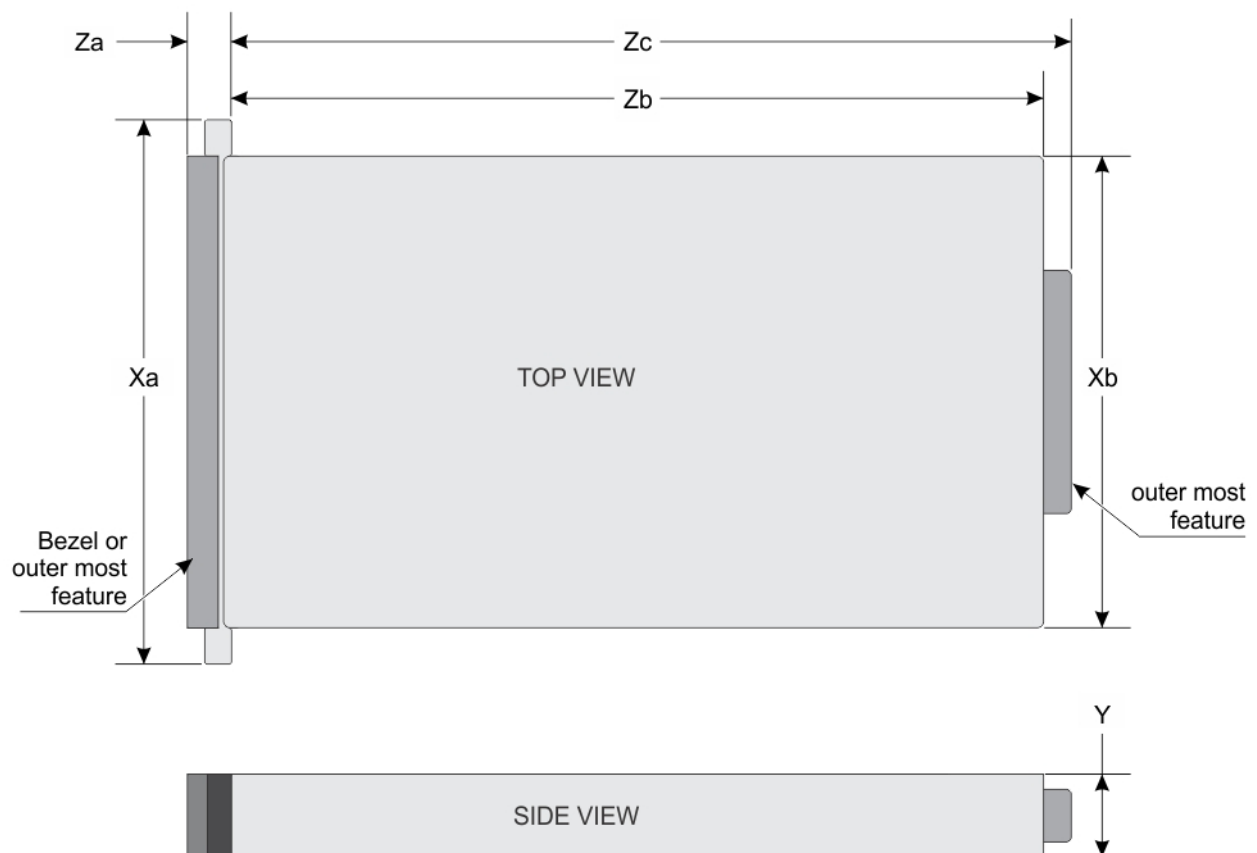 Za
Zc
Zb
Xa
TOP VIEW
Xb
outer most
feature
Bezel or
outer most
feature
Y
SIDE VIEW